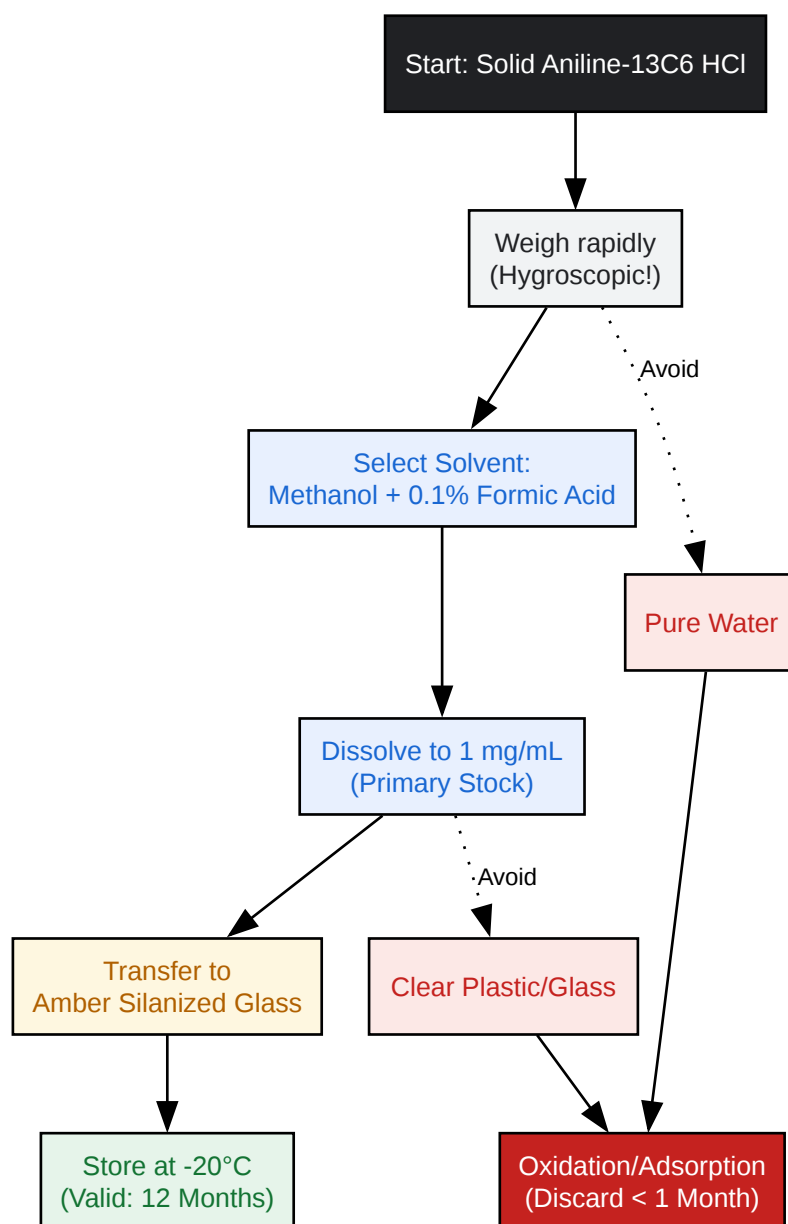 Start: Solid Aniline-13C6 HCl
Weigh rapidly
(Hygroscopic!)
Avoid
Select Solvent:
Methanol + 0.1% Formic Acid
Pure Water
Dissolve to 1 mg/mL
(Primary Stock)
Avoid
Transfer to
Amber Silanized Glass
Clear Plastic/Glass
Store at -20°C
(Valid: 12 Months)
Oxidation/Adsorption
(Discard < 1 Month)